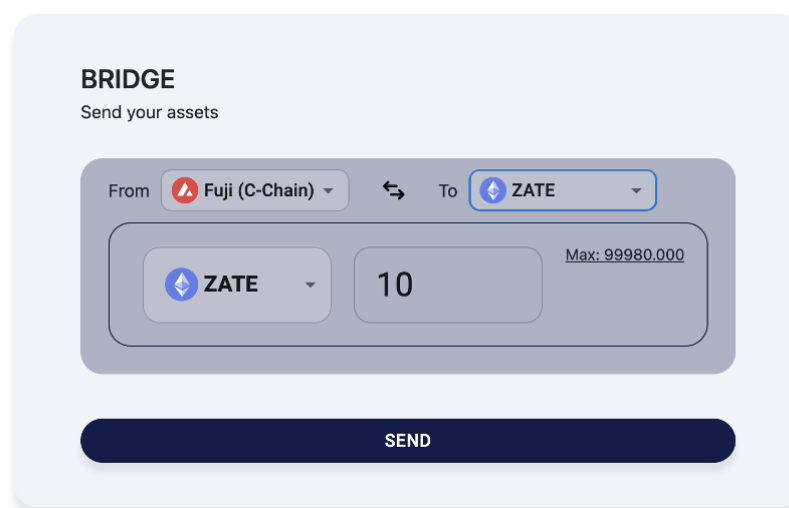 BRIDGE
Send your assets
From Fuji (C-Chain) To ZATE
ZATE 10 Max: 99980.000
SEND